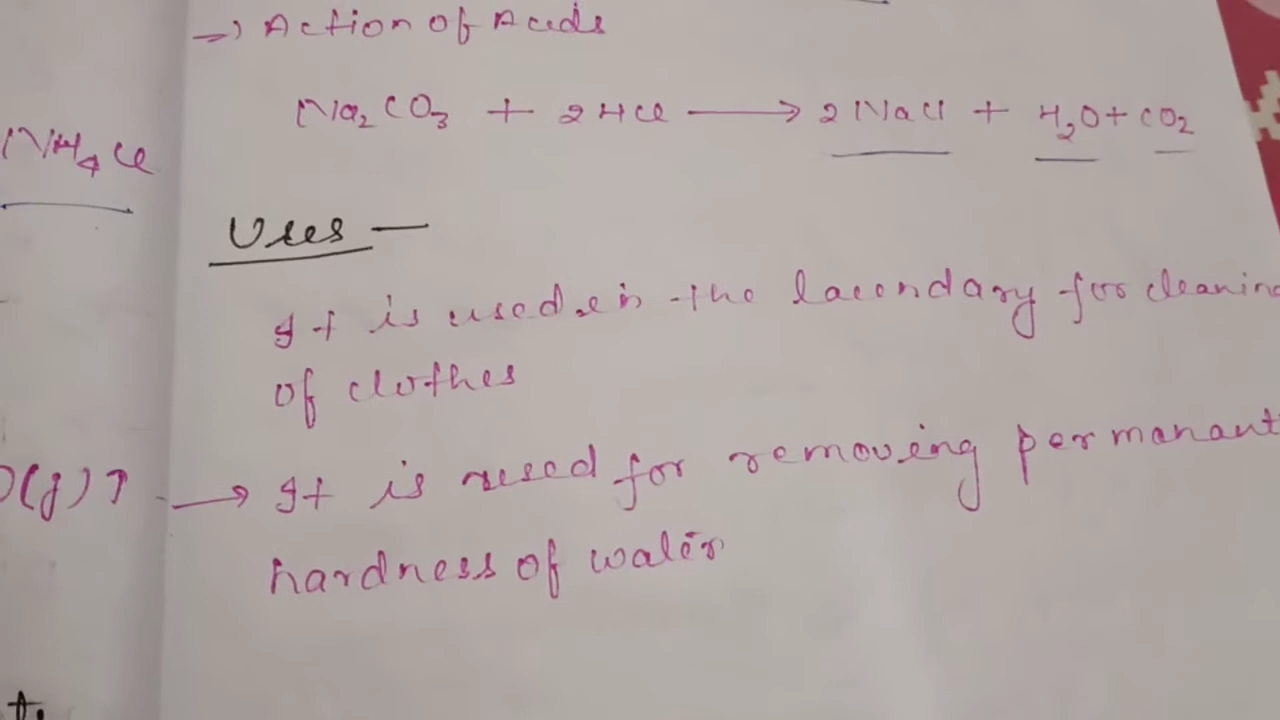 → Action of Acids
Na₂CO₃ + 2HCl ⟶ 2NaCl + H₂O + CO₂
NH₄Cl
Uses —
It is used in the laundary for cleaning
of clothes
(g)↑
→ It is used for removing permanant
hardness of water